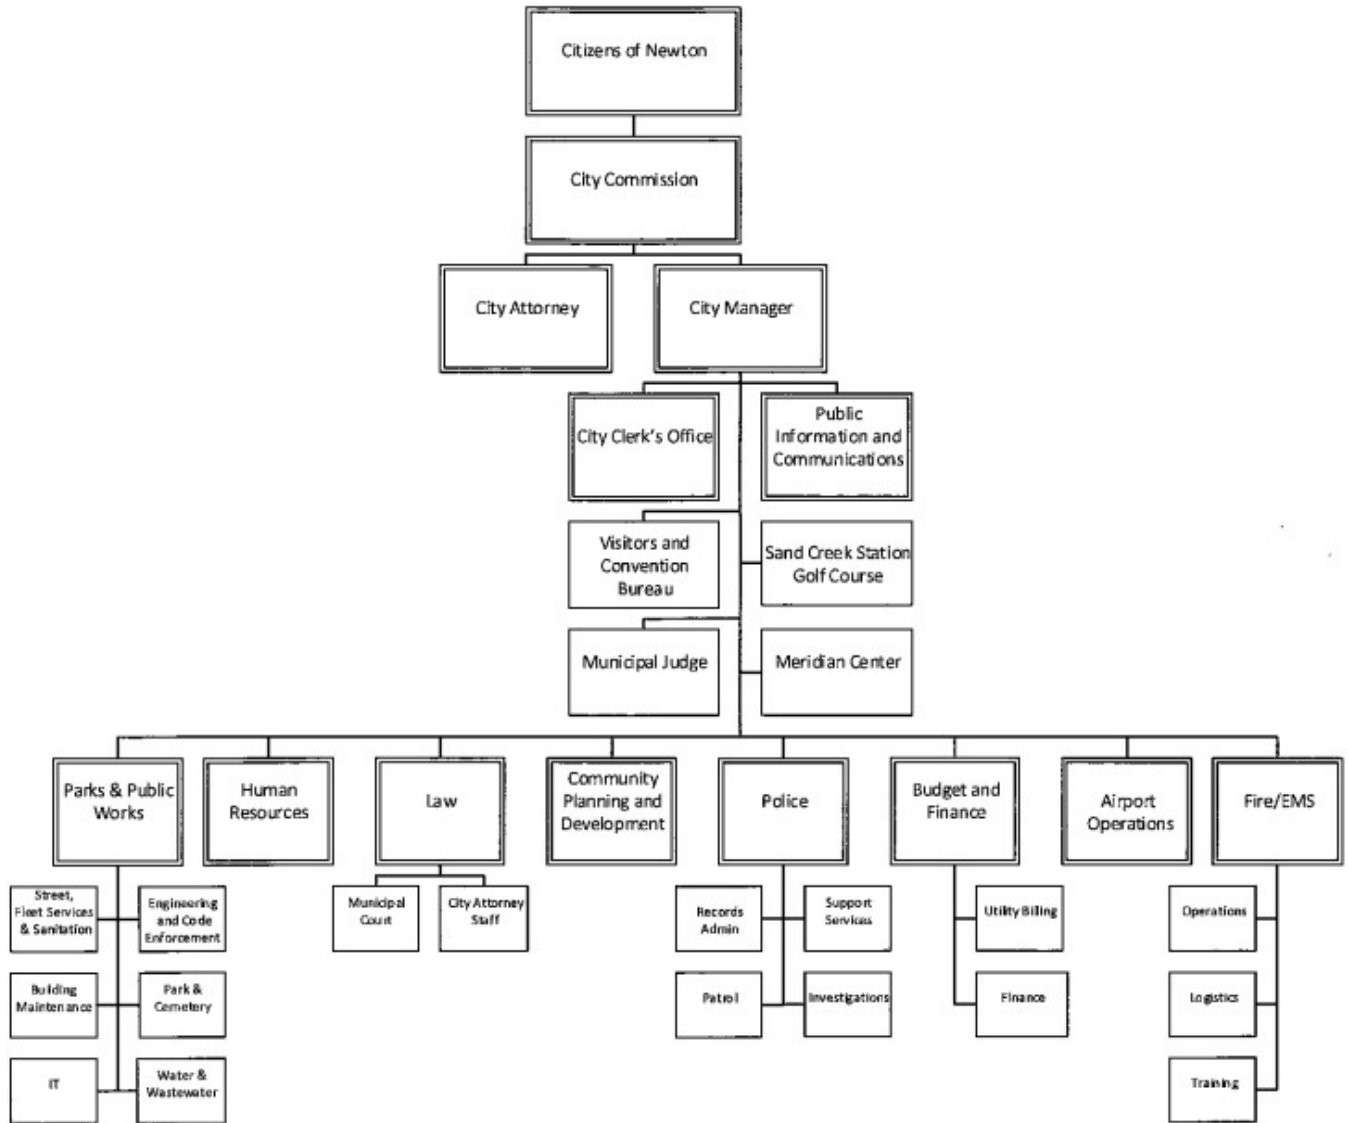 Citizens of Newton
City Commission
City Attorney
City Manager
City Clerk's Office
Public
Information and
Communications
Visitors and
Convention
Bureau
Sand Creek Station
Golf Course
Municipal Judge
Meridian Center
Parks & Public
Works
Human
Resources
Law
Community
Planning and
Development
Police
Budget and
Finance
Airport
Operations
Fire/EMS
Street,
Fleet Services
& Sanitation
Engineering
and Code
Enforcement
Municipal
Court
City Attorney
Staff
Records
Admin
Support
Services
Utility Billing
Operations
Building
Maintenance
Park &
Cemetery
Patrol
Investigations
Finance
Logistics
IT
Water &
Wastewater
Training